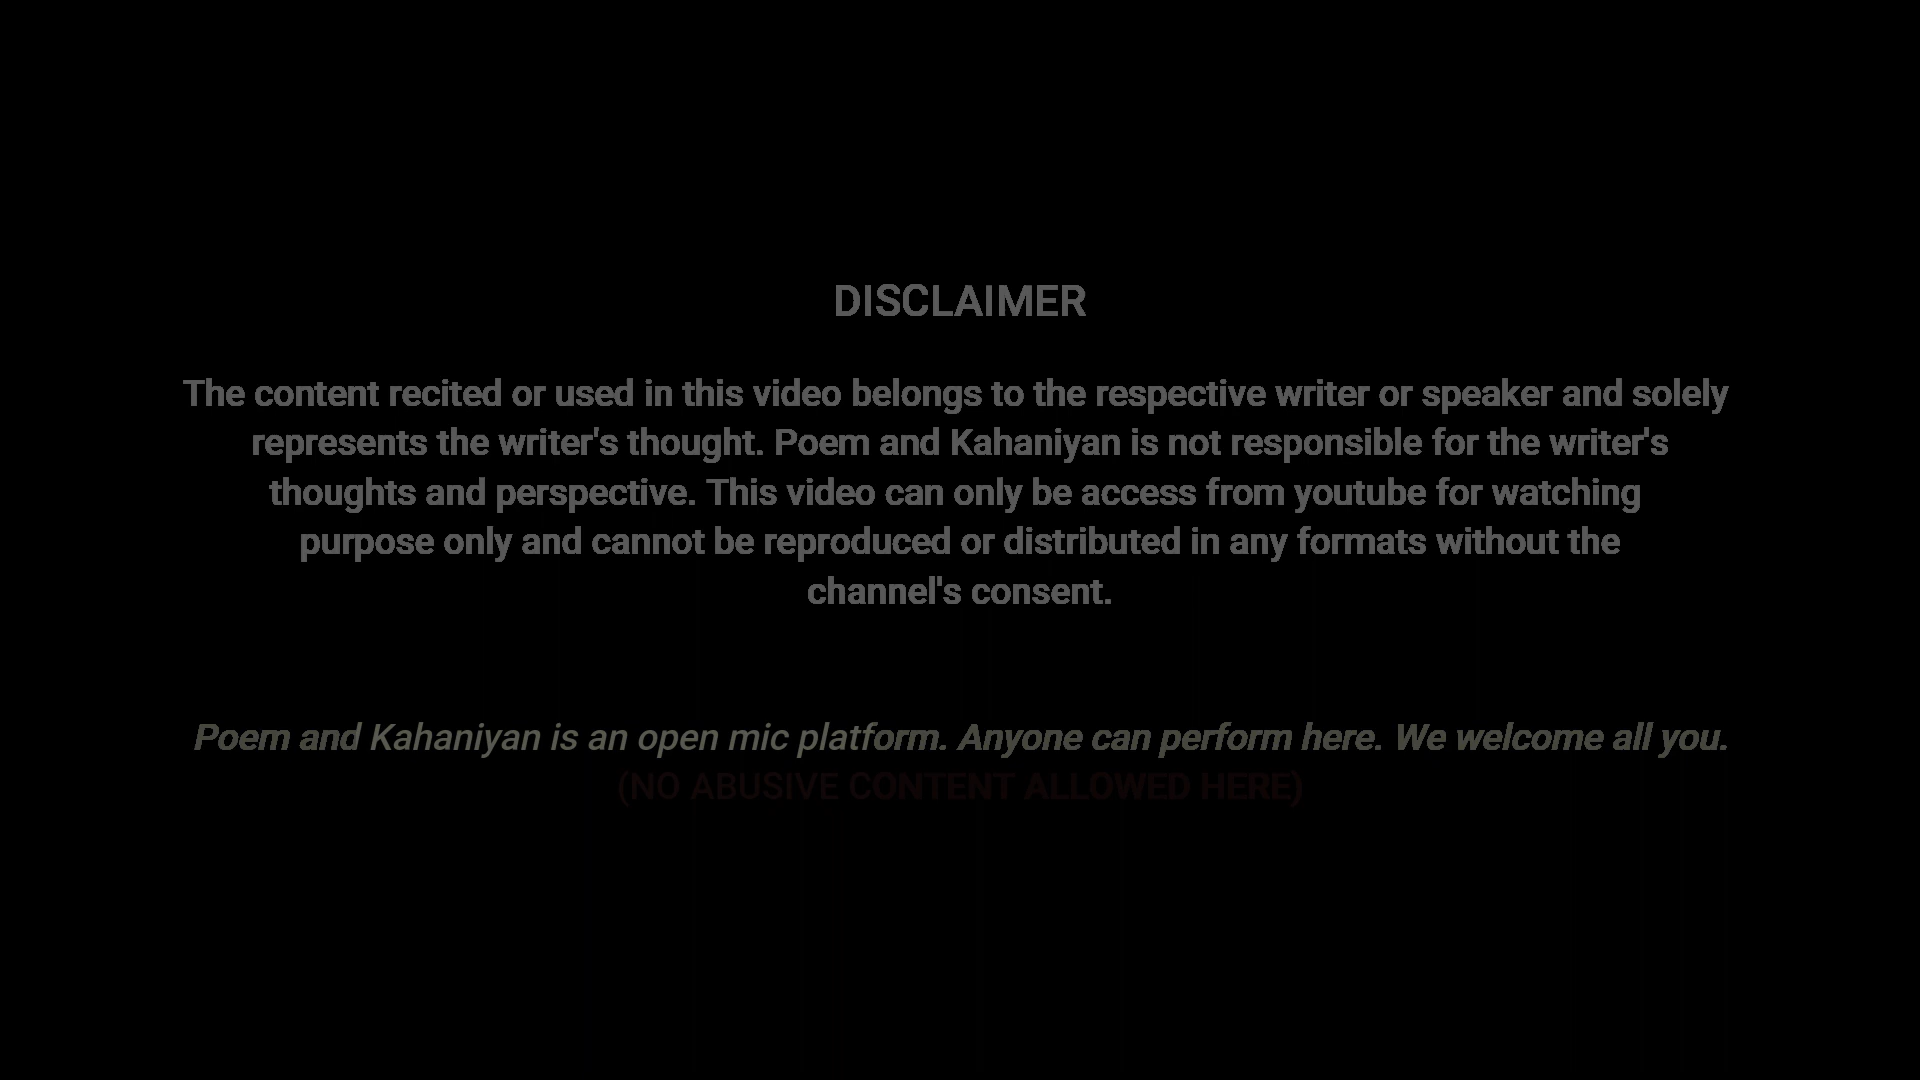 DISCLAIMER
The content recited or used in this video belongs to the respective writer or speaker and solely
represents the writer's thought. Poem and Kahaniyan is not responsible for the writer's
thoughts and perspective. This video can only be access from youtube for watching
purpose only and cannot be reproduced or distributed in any formats without the
channel's consent.
Poem and Kahaniyan is an open mic platform. Anyone can perform here. We welcome all you.
(NO ABUSIVE CONTENT ALLOWED HERE)